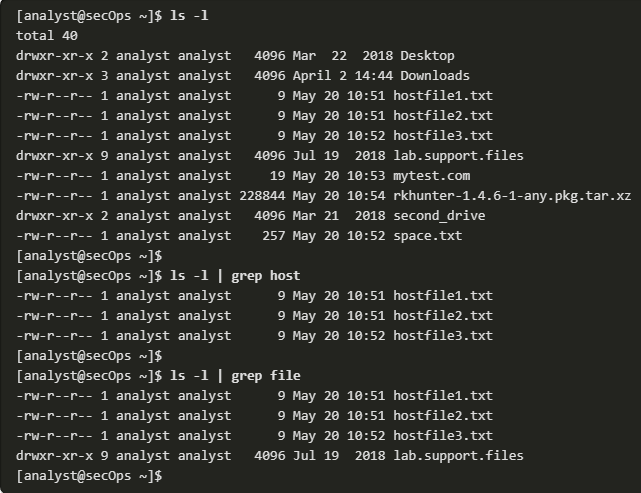 [analyst@secOps ~]$ ls -l
total 40
drwxr-xr-x 2 analyst analyst   4096 Mar  22  2018 Desktop
drwxr-xr-x 3 analyst analyst   4096 April 2 14:44 Downloads
-rw-r--r-- 1 analyst analyst      9 May 20 10:51 hostfile1.txt
-rw-r--r-- 1 analyst analyst      9 May 20 10:51 hostfile2.txt
-rw-r--r-- 1 analyst analyst      9 May 20 10:52 hostfile3.txt
drwxr-xr-x 9 analyst analyst   4096 Jul 19  2018 lab.support.files
-rw-r--r-- 1 analyst analyst     19 May 20 10:53 mytest.com
-rw-r--r-- 1 analyst analyst 228844 May 20 10:54 rkhunter-1.4.6-1-any.pkg.tar.xz
drwxr-xr-x 2 analyst analyst   4096 Mar 21  2018 second_drive
-rw-r--r-- 1 analyst analyst    257 May 20 10:52 space.txt
[analyst@secOps ~]$
[analyst@secOps ~]$ ls -l | grep host
-rw-r--r-- 1 analyst analyst      9 May 20 10:51 hostfile1.txt
-rw-r--r-- 1 analyst analyst      9 May 20 10:51 hostfile2.txt
-rw-r--r-- 1 analyst analyst      9 May 20 10:52 hostfile3.txt
[analyst@secOps ~]$
[analyst@secOps ~]$ ls -l | grep file
-rw-r--r-- 1 analyst analyst      9 May 20 10:51 hostfile1.txt
-rw-r--r-- 1 analyst analyst      9 May 20 10:51 hostfile2.txt
-rw-r--r-- 1 analyst analyst      9 May 20 10:52 hostfile3.txt
drwxr-xr-x 9 analyst analyst   4096 Jul 19  2018 lab.support.files
[analyst@secOps ~]$